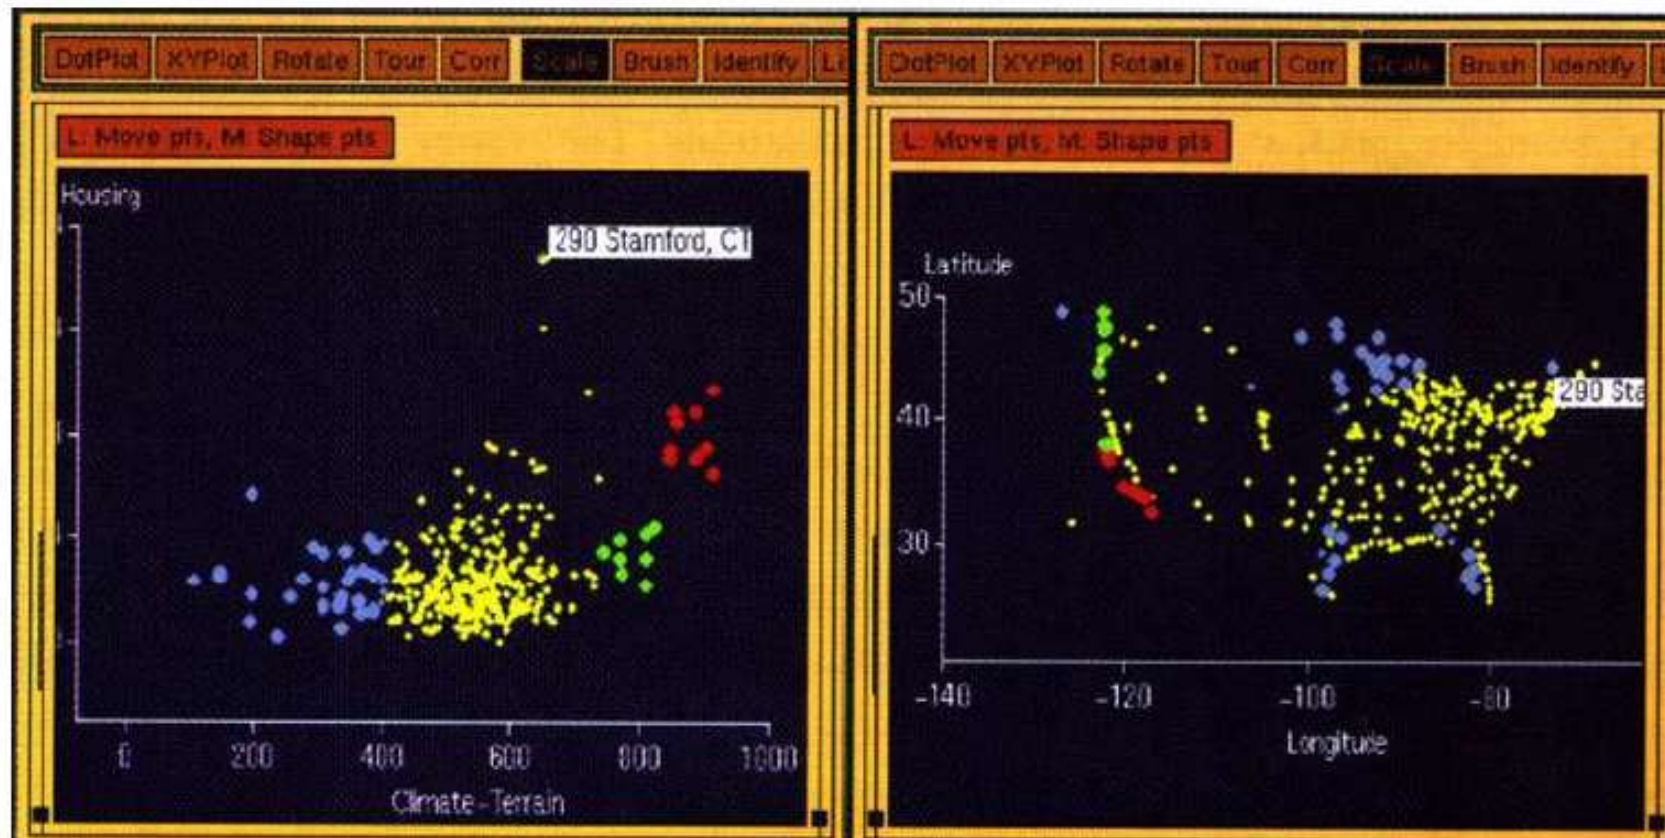 DotPlot XYPlot Rotate Tour Corr Scale Brush Identify
L: Move pts, M: Shape pts
Housing
290 Stamford, CT
0 200 400 600 800 1000
Climate-Terrain
DotPlot XYPlot Rotate Tour Corr Scale Brush Identify
L: Move pts, M: Shape pts
Latitude
50
290 Sta
40
30
-140 -120 -100 -80
Longitude